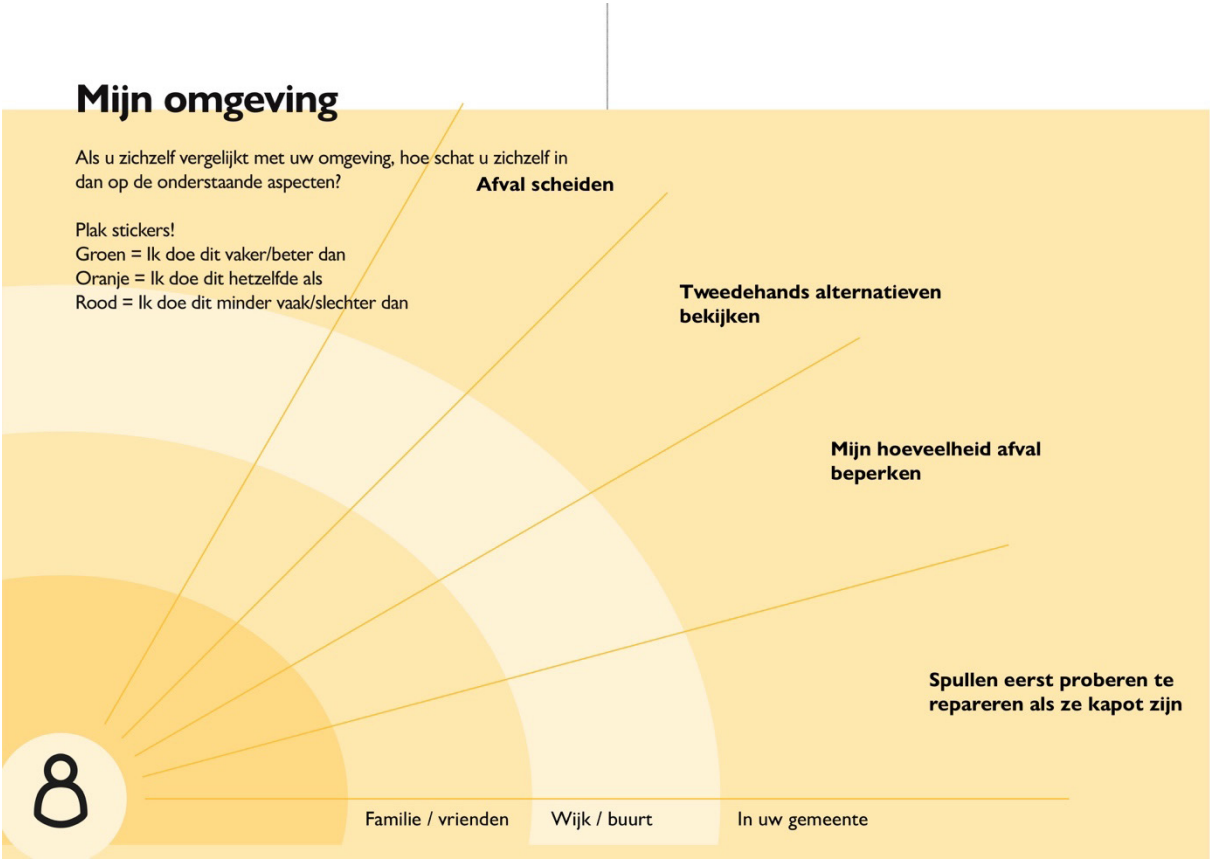 Mijn omgeving
Als u zichzelf vergelijkt met uw omgeving, hoe schat u zichzelf in
dan op de onderstaande aspecten?
Plak stickers!
Groen = Ik doe dit vaker/beter dan
Oranje = Ik doe dit hetzelfde als
Rood = Ik doe dit minder vaak/slechter dan
Afval scheiden
Tweedehands alternatieven
bekijken
Mijn hoeveelheid afval
beperken
Spullen eerst proberen te
repareren als ze kapot zijn
Familie / vrienden
Wijk / buurt
In uw gemeente